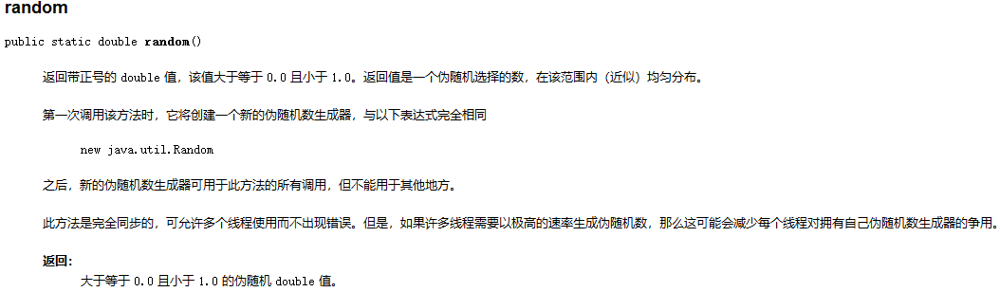 random
public static double random()
返回带正号的 double 值，该值大于等于 0.0 且小于 1.0。返回值是一个伪随机选择的数，在该范围内（近似）均匀分布。
第一次调用该方法时，它将创建一个新的伪随机数生成器，与以下表达式完全相同
new java.util.Random
之后，新的伪随机数生成器可用于此方法的所有调用，但不能用于其他地方。
此方法是完全同步的，可允许多个线程使用而不出现错误。但是，如果许多线程需要以极高的速率生成伪随机数，那么这可能会减少每个线程对拥有自己伪随机数生成器的争用。
返回：
大于等于 0.0 且小于 1.0 的伪随机 double 值。